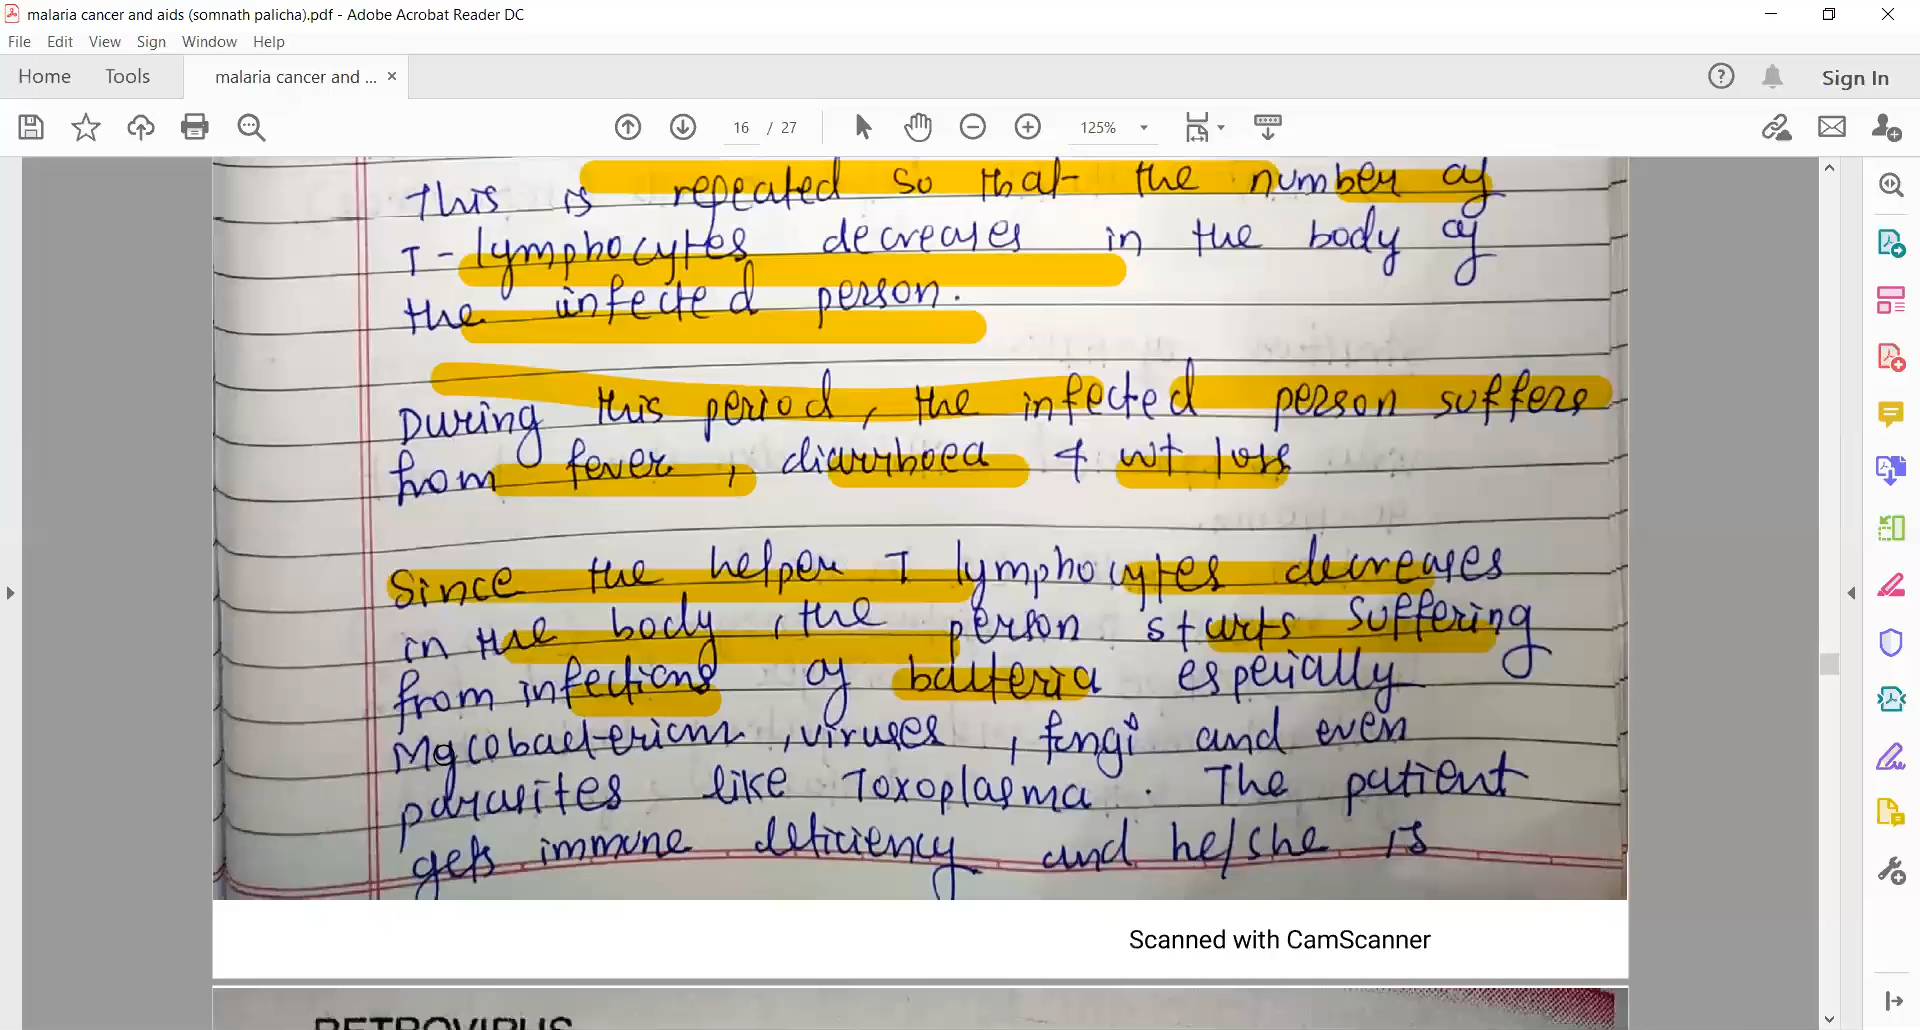 malaria cancer and aids (somnath palicha).pdf - Adobe Acrobat Reader DC
File Edit View Sign Window Help
Home Tools malaria cancer and ... × Sign In
16 / 27 125%
This is repeated so that the number of
T-lymphocytes decreases in the body of
the infected person.
During this period, the infected person suffers
from fever, diarrhoea & wt loss
Since the helper T lymphocytes decreases
in the body, the person starts suffering
from infections of bacteria especially
Mycobacterium, viruses, fungi and even
parasites like Toxoplasma. The patient
gets immune deficiency and he/she is
Scanned with CamScanner
RETROVIRUS